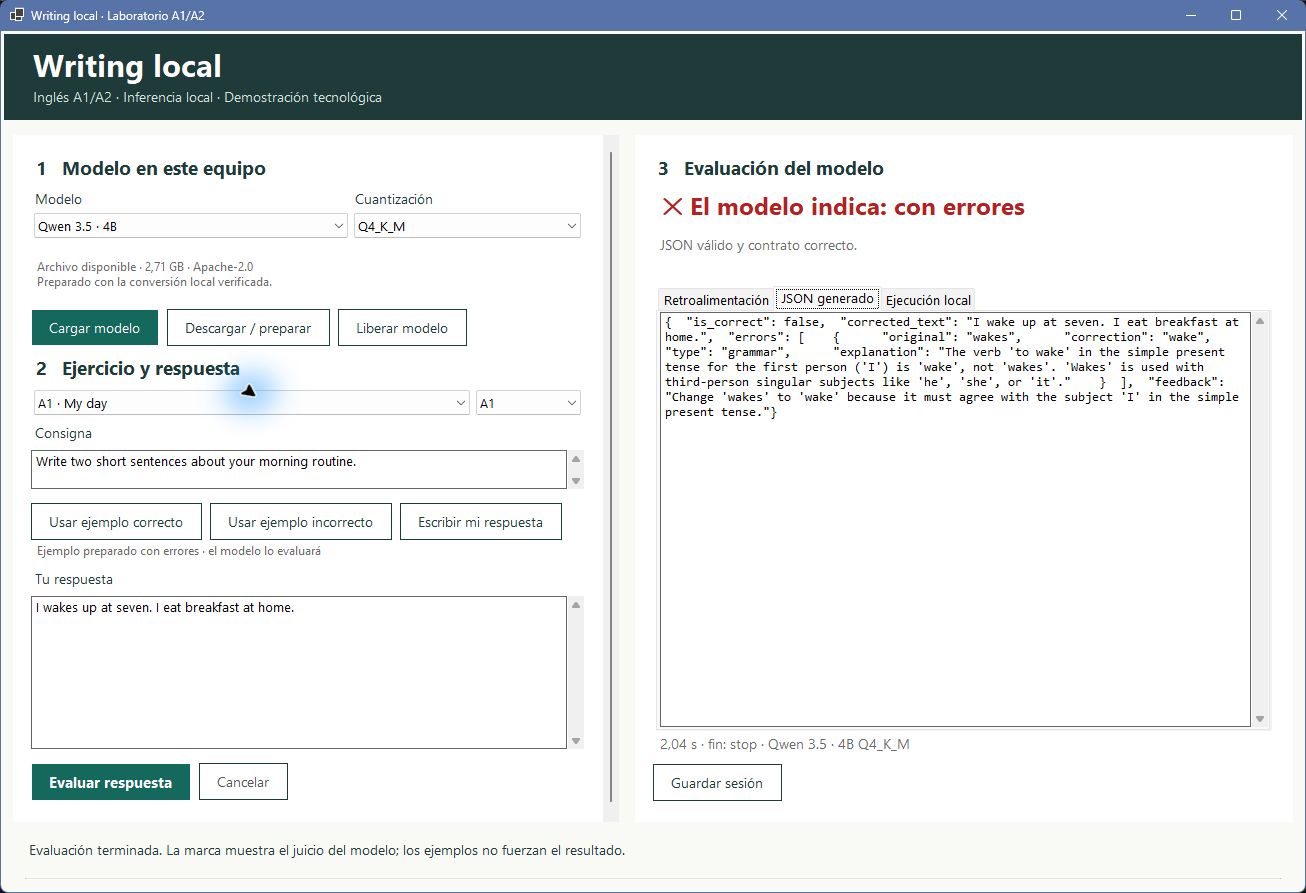 Writing local · Laboratorio A1/A2
Writing local
Inglés A1/A2 · Inferencia local · Demostración tecnológica
1 Modelo en este equipo
Modelo
Cuantización
Qwen 3.5 · 4B
Q4_K_M
Archivo disponible · 2,71 GB · Apache-2.0
Preparado con la conversión local verificada.
Cargar modelo
Descargar / preparar
Liberar modelo
2 Ejercicio y respuesta
A1 · My day
A1
Consigna
Write two short sentences about your morning routine.
Usar ejemplo correcto
Usar ejemplo incorrecto
Escribir mi respuesta
Ejemplo preparado con errores · el modelo lo evaluará
Tu respuesta
I wakes up at seven. I eat breakfast at home.
Evaluar respuesta
Cancelar
3 Evaluación del modelo
El modelo indica: con errores
JSON válido y contrato correcto.
Retroalimentación
JSON generado
Ejecución local
{  "is_correct": false,  "corrected_text": "I wake up at seven. I eat breakfast at
home.",  "errors": [    {      "original": "wakes",      "correction": "wake",
"type": "grammar",      "explanation": "The verb 'to wake' in the simple present
tense for the first person ('I') is 'wake', not 'wakes'. 'Wakes' is used with
third-person singular subjects like 'he', 'she', or 'it'."    }  ],  "feedback":
"Change 'wakes' to 'wake' because it must agree with the subject 'I' in the simple
present tense."}
2,04 s · fin: stop · Qwen 3.5 · 4B Q4_K_M
Guardar sesión
Evaluación terminada. La marca muestra el juicio del modelo; los ejemplos no fuerzan el resultado.